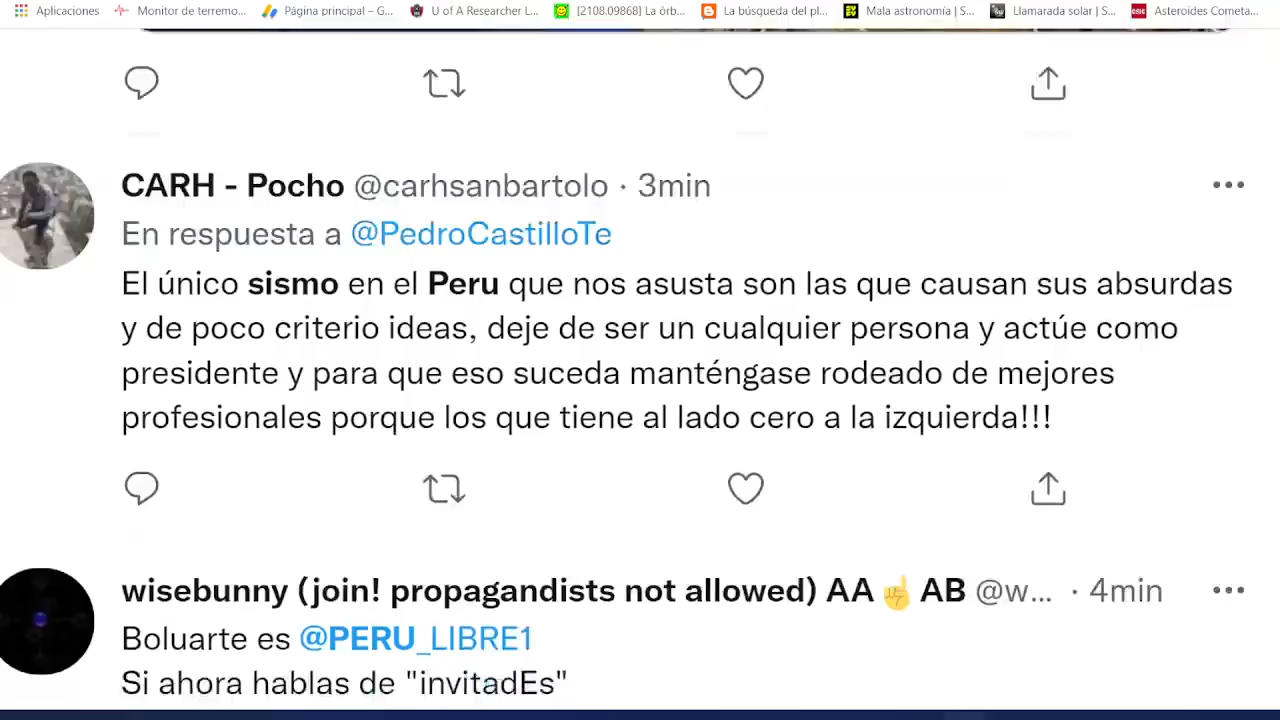 Aplicaciones Monitor de terremo... Página principal – G... U of A Researcher L... [2108.09868] La órb... La búsqueda del pl... Mala astronomía | S... Llamarada solar | S... Asteroides Cometa...
CARH - Pocho @carhsanbartolo · 3min
En respuesta a @PedroCastilloTe
El único sismo en el Peru que nos asusta son las que causan sus absurdas
y de poco criterio ideas, deje de ser un cualquier persona y actúe como
presidente y para que eso suceda manténgase rodeado de mejores
profesionales porque los que tiene al lado cero a la izquierda!!!
wisebunny (join! propagandists not allowed) AA☝AB @w... · 4min
Boluarte es @PERU_LIBRE1
Si ahora hablas de "invitadEs"